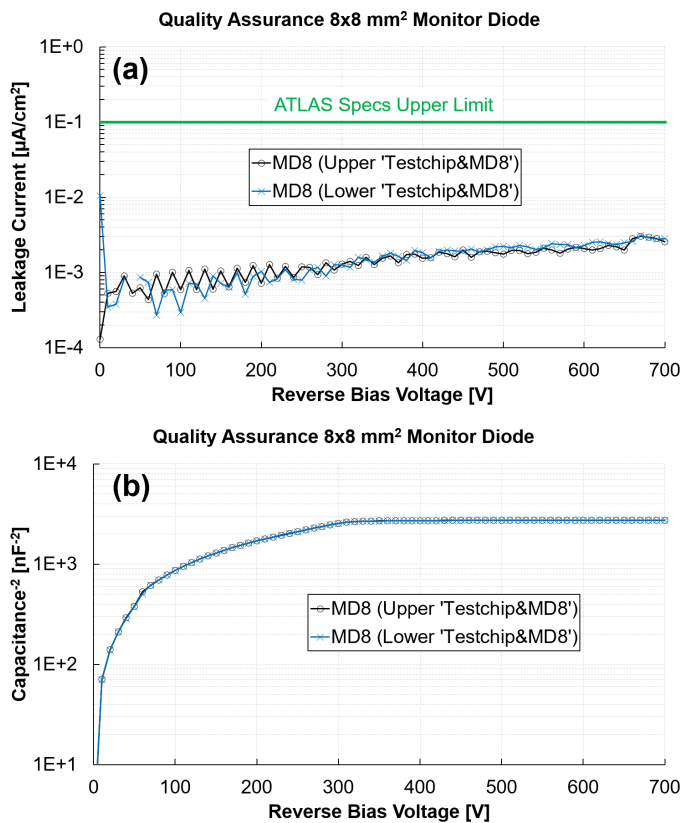 Quality Assurance 8x8 mm² Monitor Diode
1E+0
(a)
ATLAS Specs Upper Limit
1E-1
MD8 (Upper 'Testchip&MD8')
MD8 (Lower 'Testchip&MD8')
1E-2
1E-3
1E-4
Leakage Current [µA/cm²]
0 100 200 300 400 500 600 700
Reverse Bias Voltage [V]
Quality Assurance 8x8 mm² Monitor Diode
1E+4
(b)
1E+3
MD8 (Upper 'Testchip&MD8')
MD8 (Lower 'Testchip&MD8')
1E+2
1E+1
Capacitance⁻² [nF⁻²]
0 100 200 300 400 500 600 700
Reverse Bias Voltage [V]